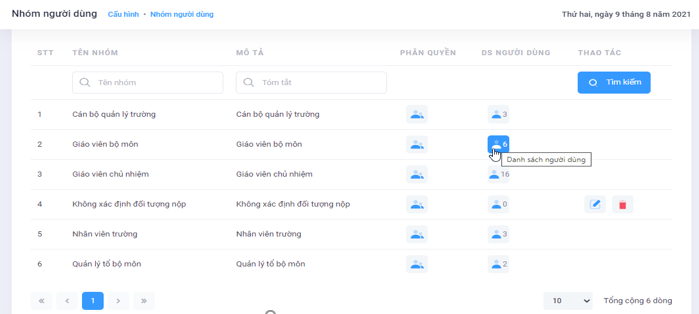 Nhóm người dùng Cấu hình • Nhóm người dùng Thứ hai, ngày 9 tháng 8 năm 2021
STT TÊN NHÓM MÔ TẢ PHÂN QUYỀN DS NGƯỜI DÙNG THAO TÁC
Tên nhóm Tóm tắt Tìm kiếm
1 Cán bộ quản lý trường Cán bộ quản lý trường 3
2 Giáo viên bộ môn Giáo viên bộ môn 6
Danh sách người dùng
3 Giáo viên chủ nhiệm Giáo viên chủ nhiệm 16
4 Không xác định đối tượng nộp Không xác định đối tượng nộp 0
5 Nhân viên trường Nhân viên trường 3
6 Quản lý tổ bộ môn Quản lý tổ bộ môn 2
« ‹ 1 › » 10 Tổng cộng 6 dòng